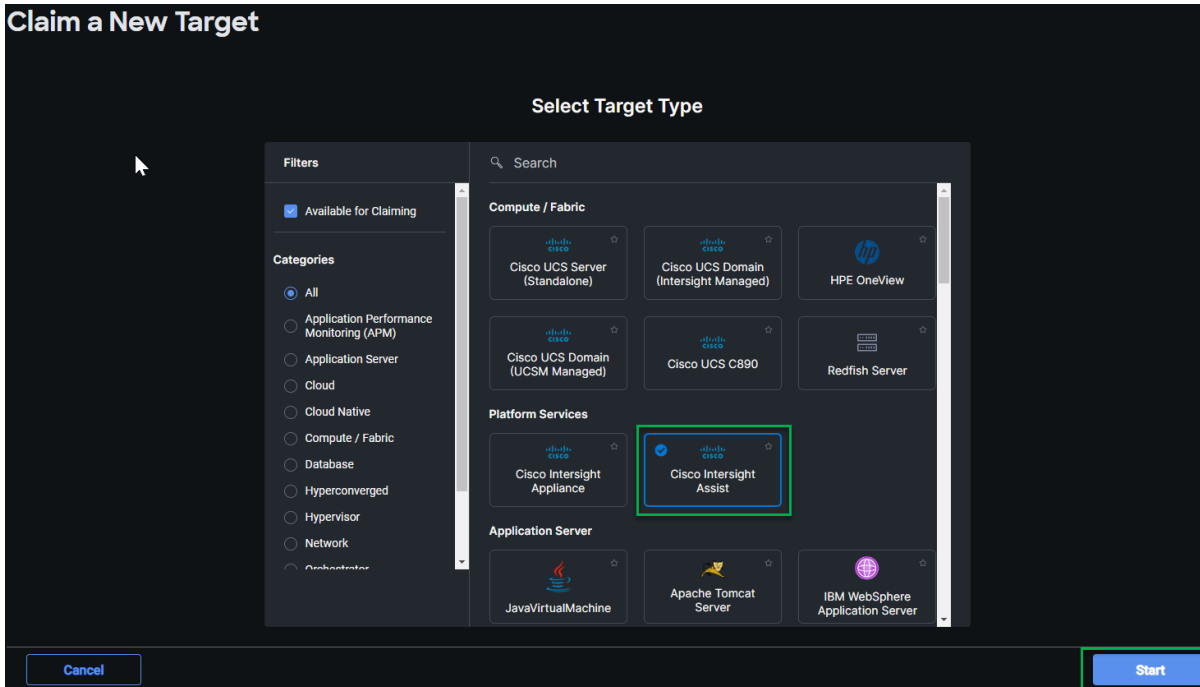 Claim a New Target
Select Target Type
Filters
Search
Available for Claiming
Categories
All
Application Performance
Monitoring (APM)
Application Server
Cloud
Cloud Native
Compute / Fabric
Database
Hyperconverged
Hypervisor
Network
Orchestrator
Compute / Fabric
CISCO
Cisco UCS Server
(Standalone)
CISCO
Cisco UCS Domain
(Intersight Managed)
hp
HPE OneView
CISCO
Cisco UCS Domain
(UCSM Managed)
CISCO
Cisco UCS C890
Redfish Server
Platform Services
CISCO
Cisco Intersight
Appliance
CISCO
Cisco Intersight
Assist
Application Server
JavaVirtualMachine
Apache Tomcat
Server
IBM WebSphere
Application Server
Cancel
Start